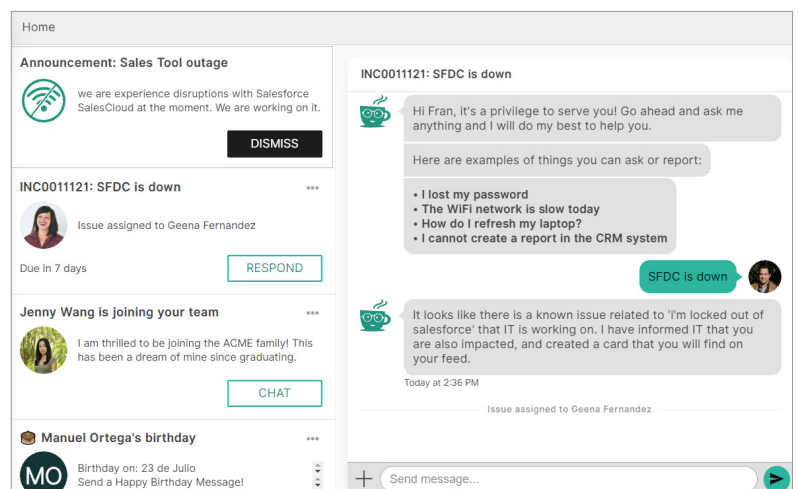 Home
Announcement: Sales Tool outage
we are experience disruptions with Salesforce
SalesCloud at the moment. We are working on it.
DISMISS
INC0011121: SFDC is down
Issue assigned to Geena Fernandez
Due in 7 days
RESPOND
Jenny Wang is joining your team
I am thrilled to be joining the ACME family! This
has been a dream of mine since graduating.
CHAT
Manuel Ortega's birthday
MO
Birthday on: 23 de Julio
Send a Happy Birthday Message!
INC0011121: SFDC is down
Hi Fran, it's a privilege to serve you! Go ahead and ask me
anything and I will do my best to help you.
Here are examples of things you can ask or report:
• I lost my password
• The WiFi network is slow today
• How do I refresh my laptop?
• I cannot create a report in the CRM system
SFDC is down
It looks like there is a known issue related to 'i'm locked out of
salesforce' that IT is working on. I have informed IT that you
are also impacted, and created a card that you will find on
your feed.
Today at 2:36 PM
Issue assigned to Geena Fernandez
Send message...